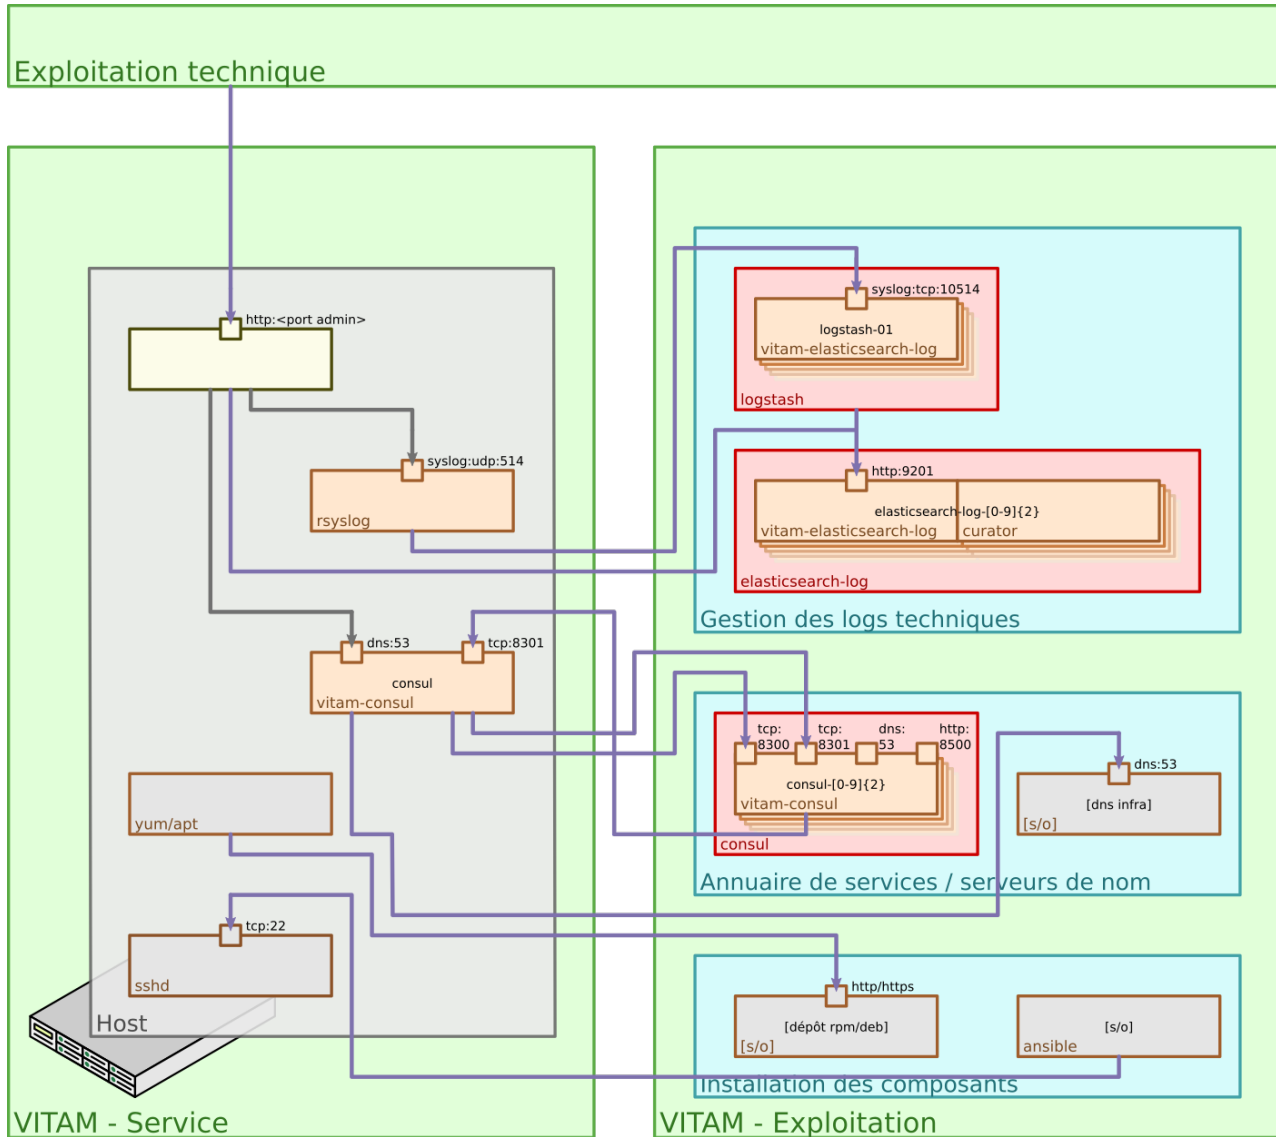 Exploitation technique
http:<port admin>
syslog:udp:514
rsyslog
dns:53
tcp:8301
consul
vitam-consul
yum/apt
tcp:22
sshd
Host
VITAM - Service
syslog:tcp:10514
logstash-01
vitam-elasticsearch-log
logstash
http:9201
elasticsearch-log-[0-9]{2}
vitam-elasticsearch-log
curator
elasticsearch-log
Gestion des logs techniques
tcp:
8300
tcp:
8301
dns:
53
http:
8500
consul-[0-9]{2}
vitam-consul
consul
dns:53
[dns infra]
[s/o]
Annuaire de services / serveurs de nom
http/https
[dépôt rpm/deb]
[s/o]
[s/o]
ansible
Installation des composants
VITAM - Exploitation